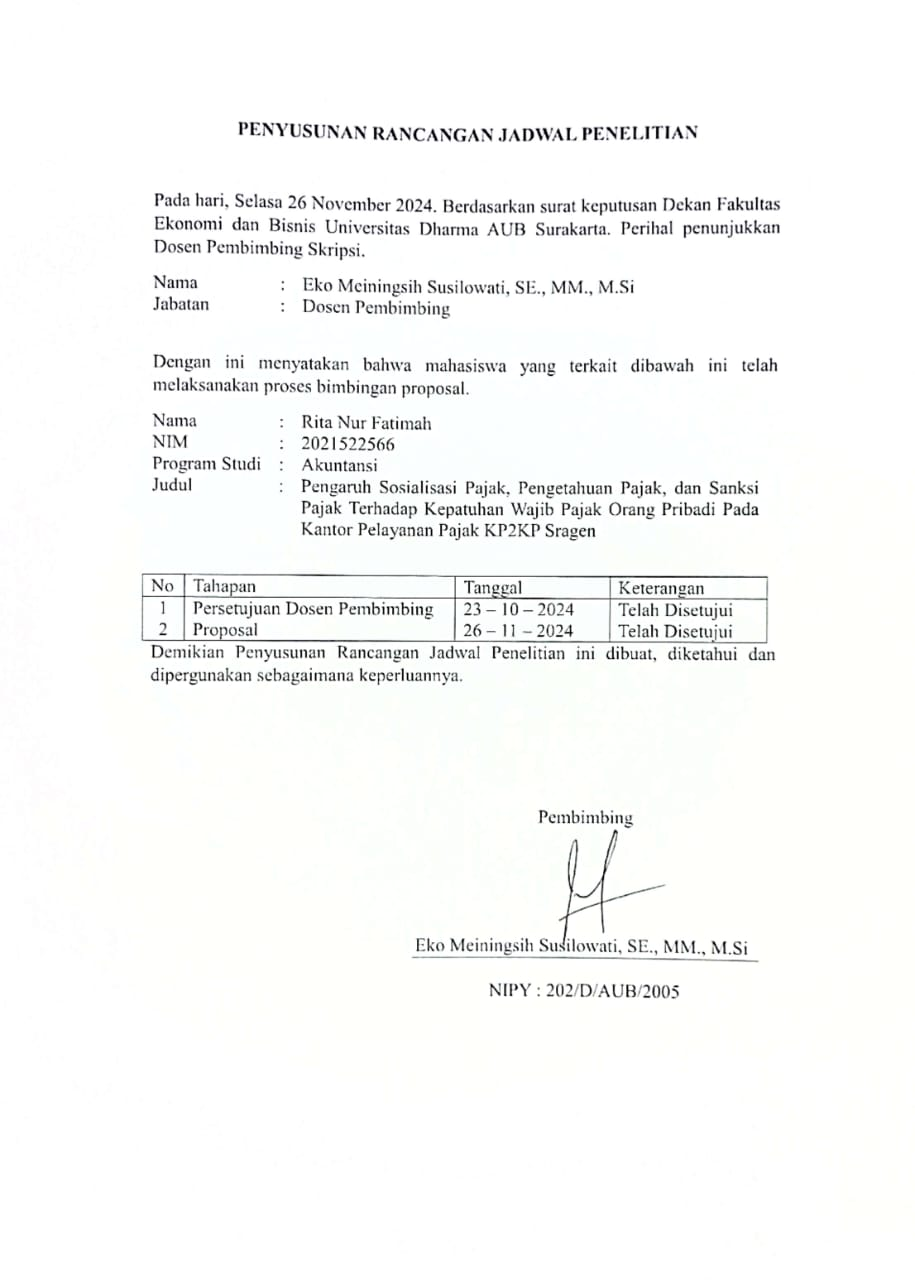 PENYUSUNAN RANCANGAN JADWAL PENELITIAN
Pada hari, Selasa 26 November 2024. Berdasarkan surat keputusan Dekan Fakultas
Ekonomi dan Bisnis Universitas Dharma AUB Surakarta. Perihal penunjukkan
Dosen Pembimbing Skripsi.
Nama : Eko Meiningsih Susilowati, SE., MM., M.Si
Jabatan : Dosen Pembimbing
Dengan ini menyatakan bahwa mahasiswa yang terkait dibawah ini telah
melaksanakan proses bimbingan proposal.
Nama : Rita Nur Fatimah
NIM : 2021522566
Program Studi : Akuntansi
Judul : Pengaruh Sosialisasi Pajak, Pengetahuan Pajak, dan Sanksi
Pajak Terhadap Kepatuhan Wajib Pajak Orang Pribadi Pada
Kantor Pelayanan Pajak KP2KP Sragen
No Tahapan Tanggal Keterangan
1 Persetujuan Dosen Pembimbing 23 – 10 – 2024 Telah Disetujui
2 Proposal 26 – 11 – 2024 Telah Disetujui
Demikian Penyusunan Rancangan Jadwal Penelitian ini dibuat, diketahui dan
dipergunakan sebagaimana keperluannya.
Pembimbing
Eko Meiningsih Susilowati, SE., MM., M.Si
NIPY : 202/D/AUB/2005